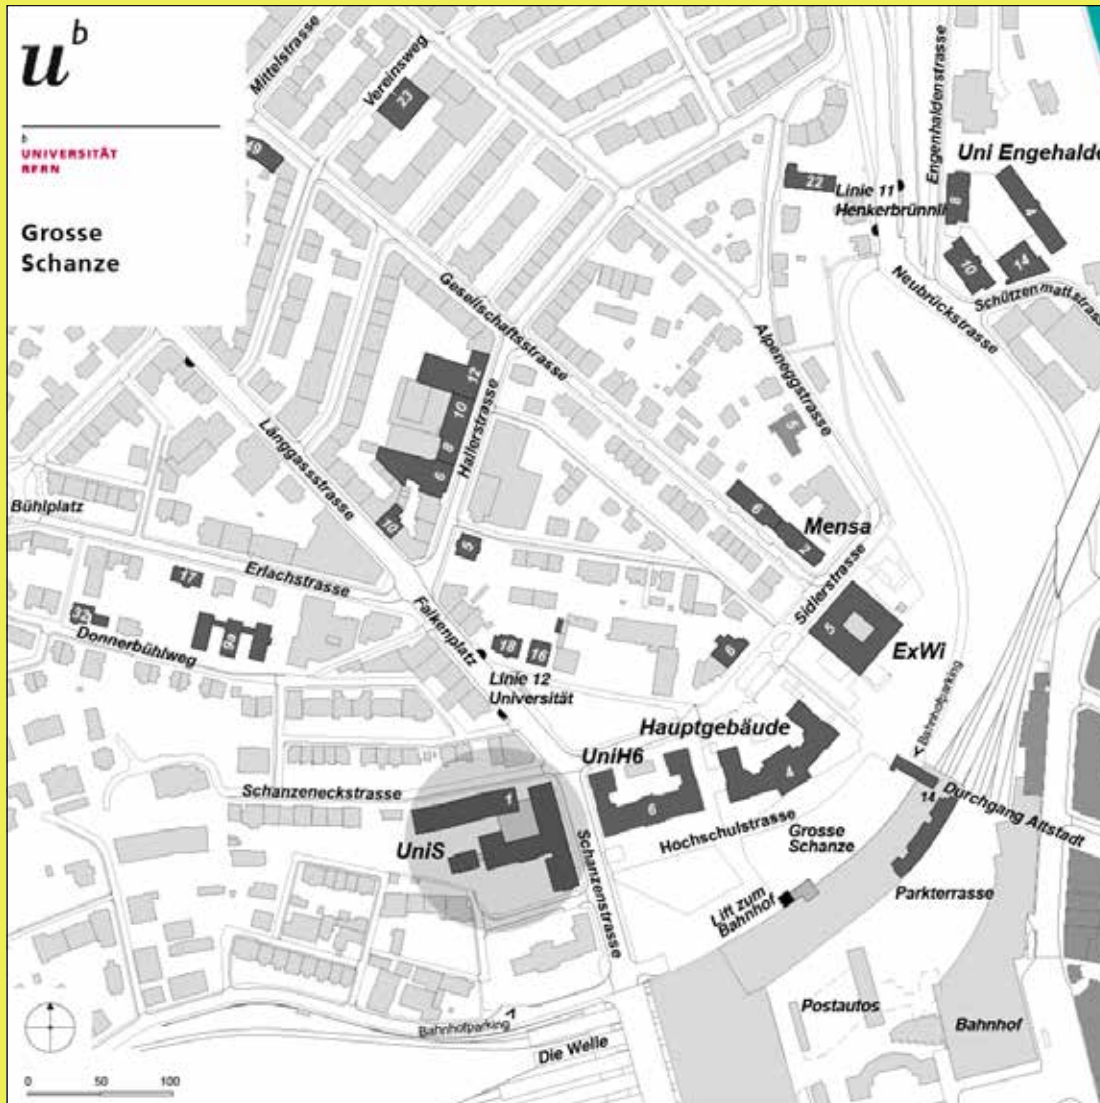 u^b
b
UNIVERSITÄT
BERN
Grosse
Schanze
Mittelstrasse
Vereinsweg
23
49
Engehaldenstrasse
Uni Engehalde
22
Linie 11
Henkerbrünnli
8
4
10
14
Schützenmattstrasse
Neubrückstrasse
Gesellschaftsstrasse
Alpeneggstrasse
12
10
8
6
Hallerstrasse
5
Länggassstrasse
10
Bühlplatz
6
2
Mensa
5
Erlachstrasse
17
32
9a
Donnerbühlweg
Falkenplatz
18
16
Linie 12
Universität
Sidlerstrasse
5
6
ExWi
Bahnhofparking
Hauptgebäude
4
UniH6
6
Schanzeneckstrasse
1
UniS
Schanzenstrasse
Hochschulstrasse
Grosse
Schanze
14
Durchgang Altstadt
Parkterrasse
Lift zum
Bahnhof
Postautos
Bahnhof
Bahnhofparking
Die Welle
0 50 100